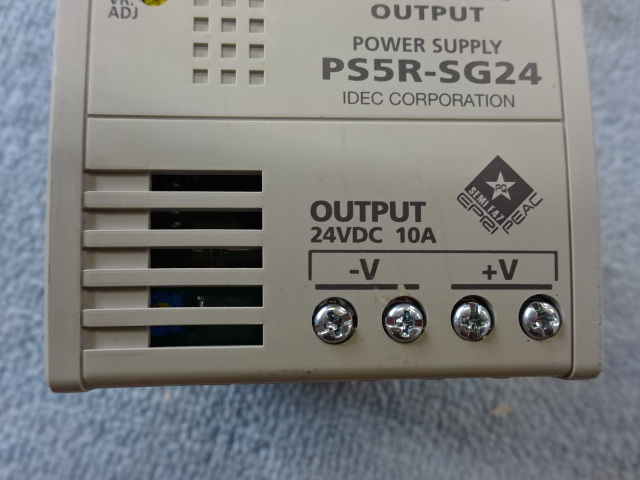 VR.
ADJ
OUTPUT
POWER SUPPLY
PS5R-SG24
IDEC CORPORATION
PQ
SEMI F47
EPRI PEAC
OUTPUT
24VDC 10A
-V +V